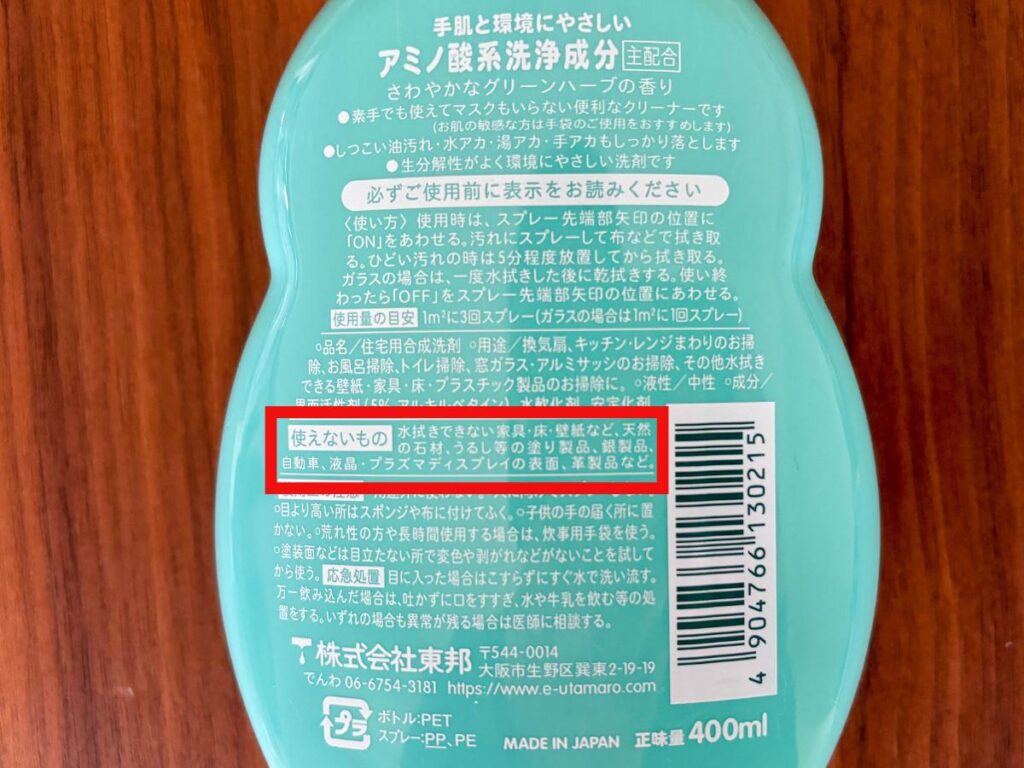 手肌と環境にやさしい
アミノ酸系洗浄成分 主配合
さわやかなグリーンハーブの香り
●素手でも使えてマスクもいらない便利なクリーナーです
(お肌の敏感な方は手袋のご使用をおすすめします)
●しつこい油汚れ・水アカ・湯アカ・手アカもしっかり落とします
●生分解性がよく環境にやさしい洗剤です
必ずご使用前に表示をお読みください
〈使い方〉使用時は、スプレー先端部矢印の位置に
「ON」をあわせる。汚れにスプレーして布などで拭き取
る。ひどい汚れの時は5分程度放置してから拭き取る。
ガラスの場合は、一度水拭きした後に乾拭きする。使い終
わったら「OFF」をスプレー先端部矢印の位置にあわせる。
使用量の目安 1m²に3回スプレー(ガラスの場合は1m²に1回スプレー)
○品名／住宅用合成洗剤 ○用途／換気扇、キッチン・レンジまわりのお掃
除、お風呂掃除、トイレ掃除、窓ガラス・アルミサッシのお掃除、その他水拭き
できる壁紙・家具・床・プラスチック製品のお掃除に。○液性／中性 ○成分／
界面活性剤(5% アルキルベタイン)、水軟化剤、安定化剤
使えないもの 水拭きできない家具・床・壁紙など、天然
の石材、うるし等の塗り製品、銀製品、
自動車、液晶・プラズマディスプレイの表面、革製品など。
○目より高い所はスポンジや布に付けてふく。○子供の手の届く所に置
かない。○荒れ性の方や長時間使用する場合は、炊事用手袋を使う。
○塗装面などは目立たない所で変色や剥がれなどがないことを試して
から使う。 応急処置 目に入った場合はこすらずにすぐ水で洗い流す。
万一飲み込んだ場合は、吐かずに口をすすぎ、水や牛乳を飲む等の処
置をする。いずれの場合も異常が残る場合は医師に相談する。
株式会社東邦 〒544-0014
大阪市生野区巽東2-19-19
でんわ 06-6754-3181 https://www.e-utamaro.com
プラ ボトル:PET
スプレー:PP、PE
MADE IN JAPAN 正味量 400ml
4 904766 130215